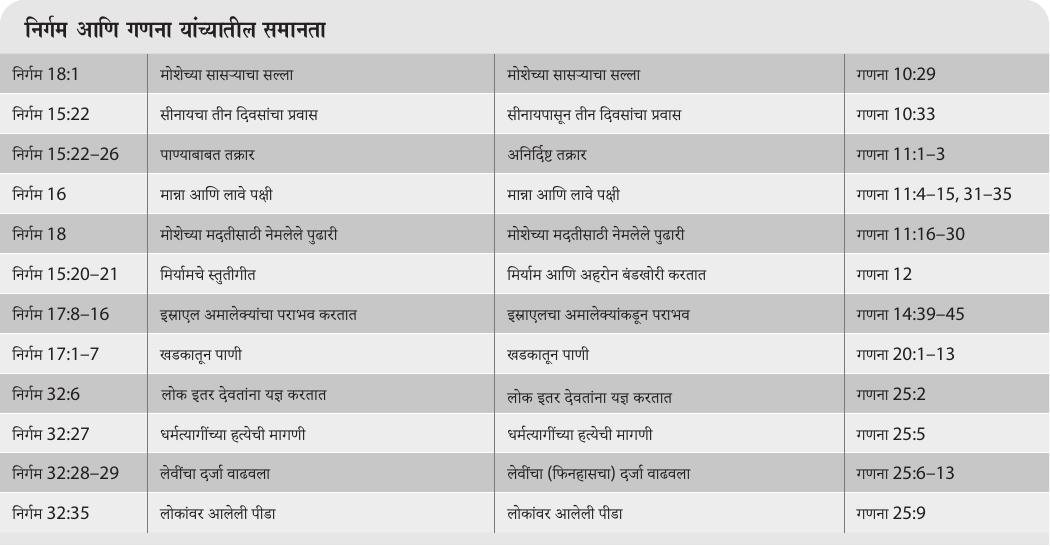 निर्गम आणि गणना यांच्यातील समानता
निर्गम 18:1 मोशेच्या सासऱ्याचा सल्ला मोशेच्या सासऱ्याचा सल्ला गणना 10:29
निर्गम 15:22 सीनायचा तीन दिवसांचा प्रवास सीनायपासून तीन दिवसांचा प्रवास गणना 10:33
निर्गम 15:22–26 पाण्याबाबत तक्रार अनिर्दिष्ट तक्रार गणना 11:1–3
निर्गम 16 मान्ना आणि लावे पक्षी मान्ना आणि लावे पक्षी गणना 11:4–15, 31–35
निर्गम 18 मोशेच्या मदतीसाठी नेमलेले पुढारी मोशेच्या मदतीसाठी नेमलेले पुढारी गणना 11:16–30
निर्गम 15:20–21 मिर्यामचे स्तुतीगीत मिर्याम आणि अहरोन बंडखोरी करतात गणना 12
निर्गम 17:8–16 इस्राएल अमालेक्यांचा पराभव करतात इस्राएलचा अमालेक्यांकडून पराभव गणना 14:39–45
निर्गम 17:1–7 खडकातून पाणी खडकातून पाणी गणना 20:1–13
निर्गम 32:6 लोक इतर देवतांना यज्ञ करतात लोक इतर देवतांना यज्ञ करतात गणना 25:2
निर्गम 32:27 धर्मत्यागींच्या हत्येची मागणी धर्मत्यागींच्या हत्येची मागणी गणना 25:5
निर्गम 32:28–29 लेवींचा दर्जा वाढवला लेवींचा (फिनहासचा) दर्जा वाढवला गणना 25:6–13
निर्गम 32:35 लोकांवर आलेली पीडा लोकांवर आलेली पीडा गणना 25:9